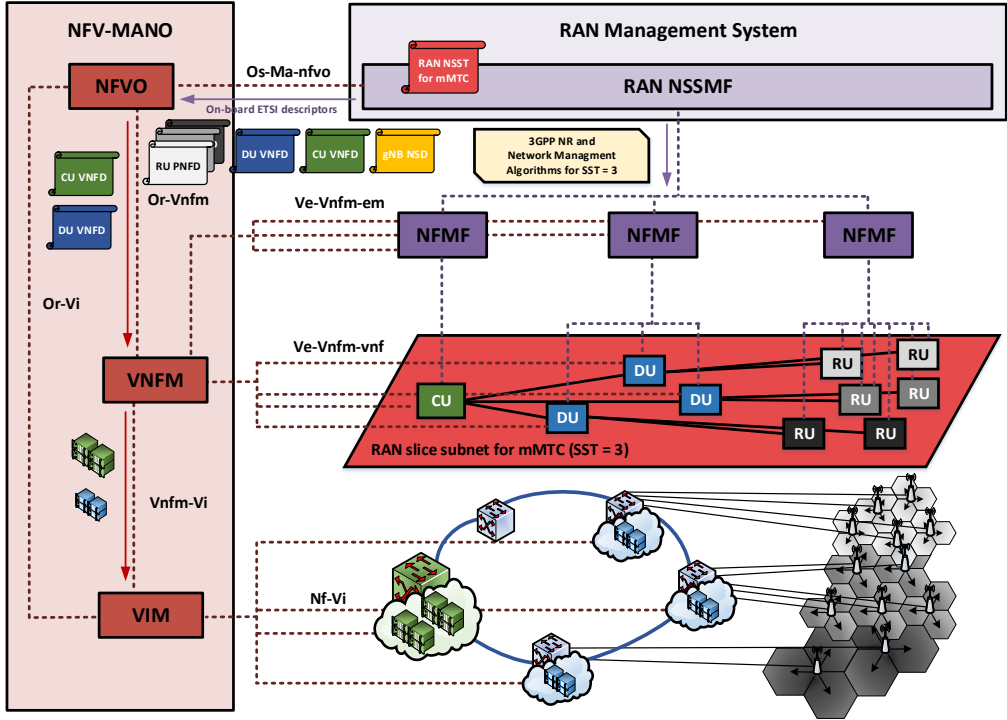 NFV-MANO
RAN Management System
NFVO
Os-Ma-nfvo
RAN NSST
for mMTC
RAN NSSMF
On-board ETSI descriptors
RU PNFD
DU VNFD
CU VNFD
gNB NSD
3GPP NR and
Network Managment
Algorithms for SST = 3
CU VNFD
DU VNFD
Or-Vnfm
Ve-Vnfm-em
NFMF
NFMF
NFMF
Or-Vi
Ve-Vnfm-vnf
VNFM
CU
DU
DU
DU
RU
RU
RU
RU
RU
RU
RAN slice subnet for mMTC (SST = 3)
Vnfm-Vi
Nf-Vi
VIM